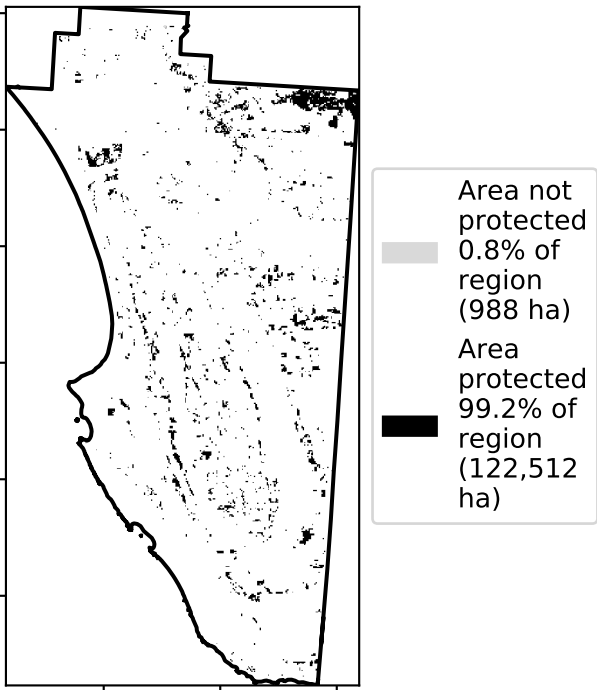 Area not
protected
0.8% of
region
(988 ha)
Area
protected
99.2% of
region
(122,512
ha)